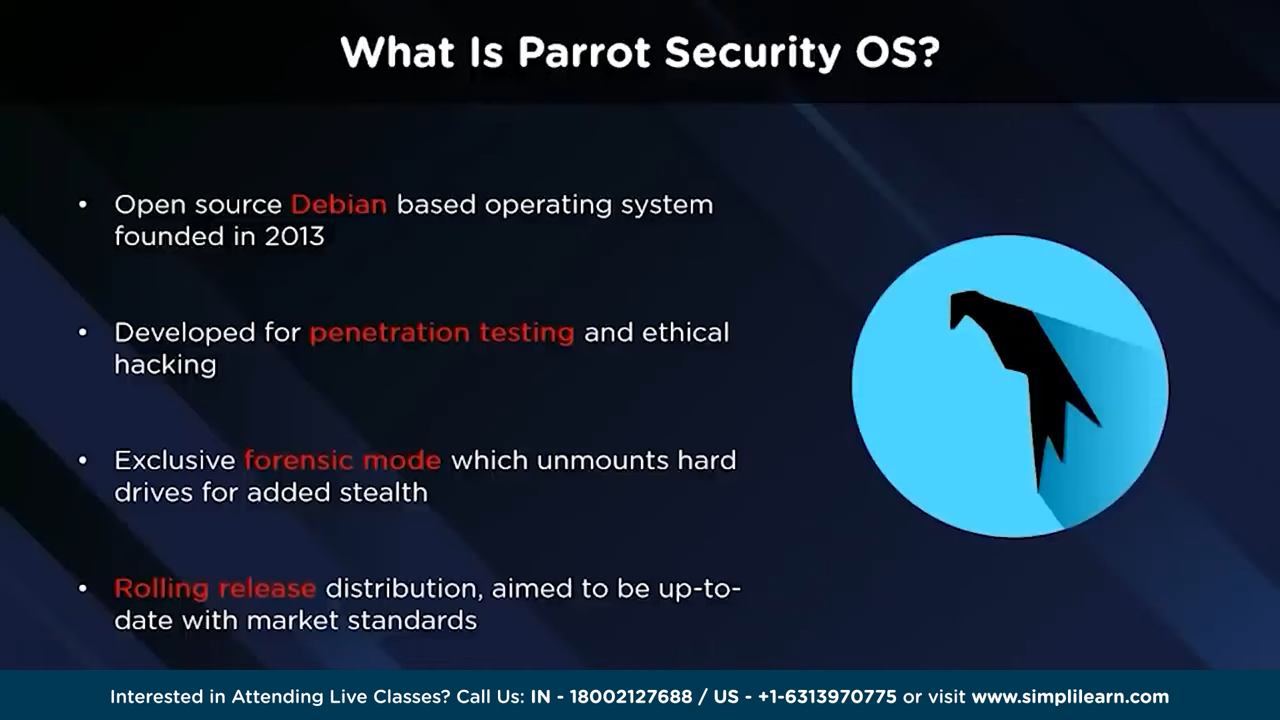 What Is Parrot Security OS?
• Open source Debian based operating system
founded in 2013
• Developed for penetration testing and ethical
hacking
• Exclusive forensic mode which unmounts hard
drives for added stealth
• Rolling release distribution, aimed to be up-to-
date with market standards
Interested in Attending Live Classes? Call Us: IN - 18002127688 / US - +1-6313970775 or visit www.simplilearn.com